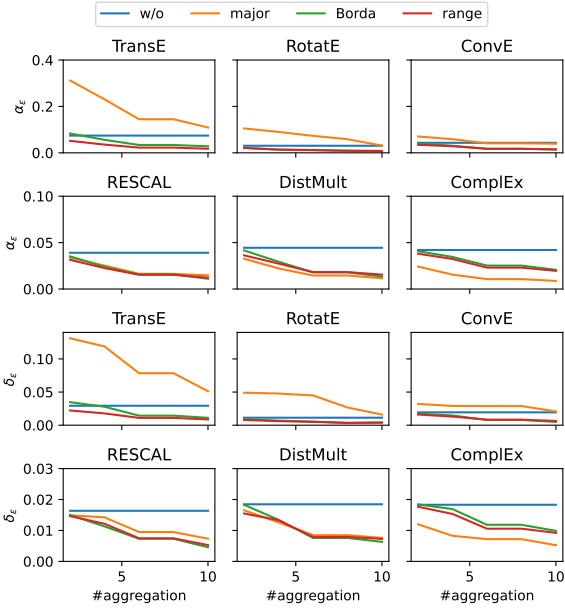 w/o major Borda range
TransE RotatE ConvE
0.4
0.2
0.0
α_ε
RESCAL DistMult ComplEx
0.10
0.05
0.00
α_ε
TransE RotatE ConvE
0.10
0.05
0.00
δ_ε
RESCAL DistMult ComplEx
0.03
0.02
0.01
0.00
δ_ε
5 10 5 10 5 10
#aggregation #aggregation #aggregation